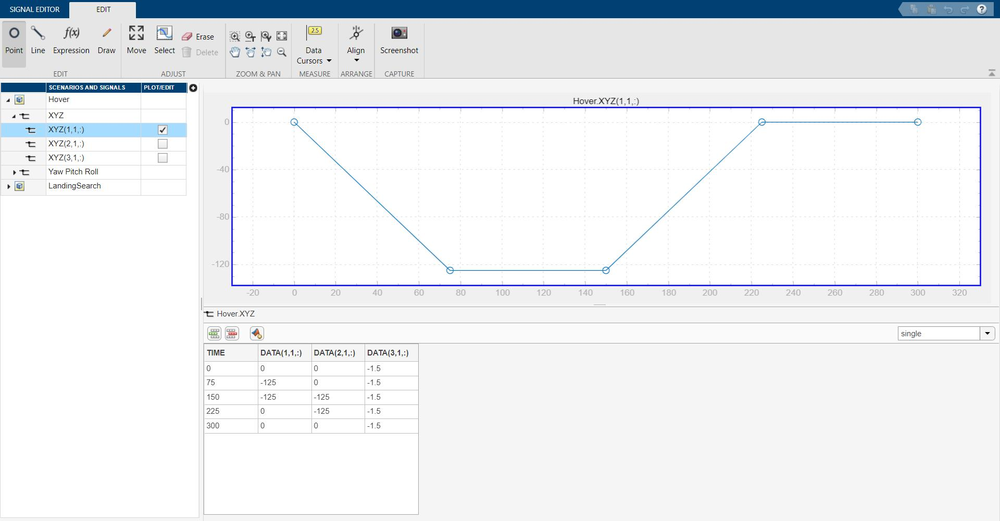 SIGNAL EDITOR EDIT
Point Line Expression Draw Move Select Erase Delete Data Cursors Align Screenshot
f(x) 2.5
EDIT ADJUST ZOOM & PAN MEASURE ARRANGE CAPTURE
SCENARIOS AND SIGNALS PLOT/EDIT
Hover
XYZ
XYZ(1,1,:)
XYZ(2,1,:)
XYZ(3,1,:)
Yaw Pitch Roll
LandingSearch
Hover.XYZ(1,1,:)
0
-40
-80
-120
-20 0 20 40 60 80 100 120 140 160 180 200 220 240 260 280 300 320
Hover.XYZ
single
TIME DATA(1,1,:) DATA(2,1,:) DATA(3,1,:)
0 0 0 -1.5
75 -125 0 -1.5
150 -125 -125 -1.5
225 0 -125 -1.5
300 0 0 -1.5